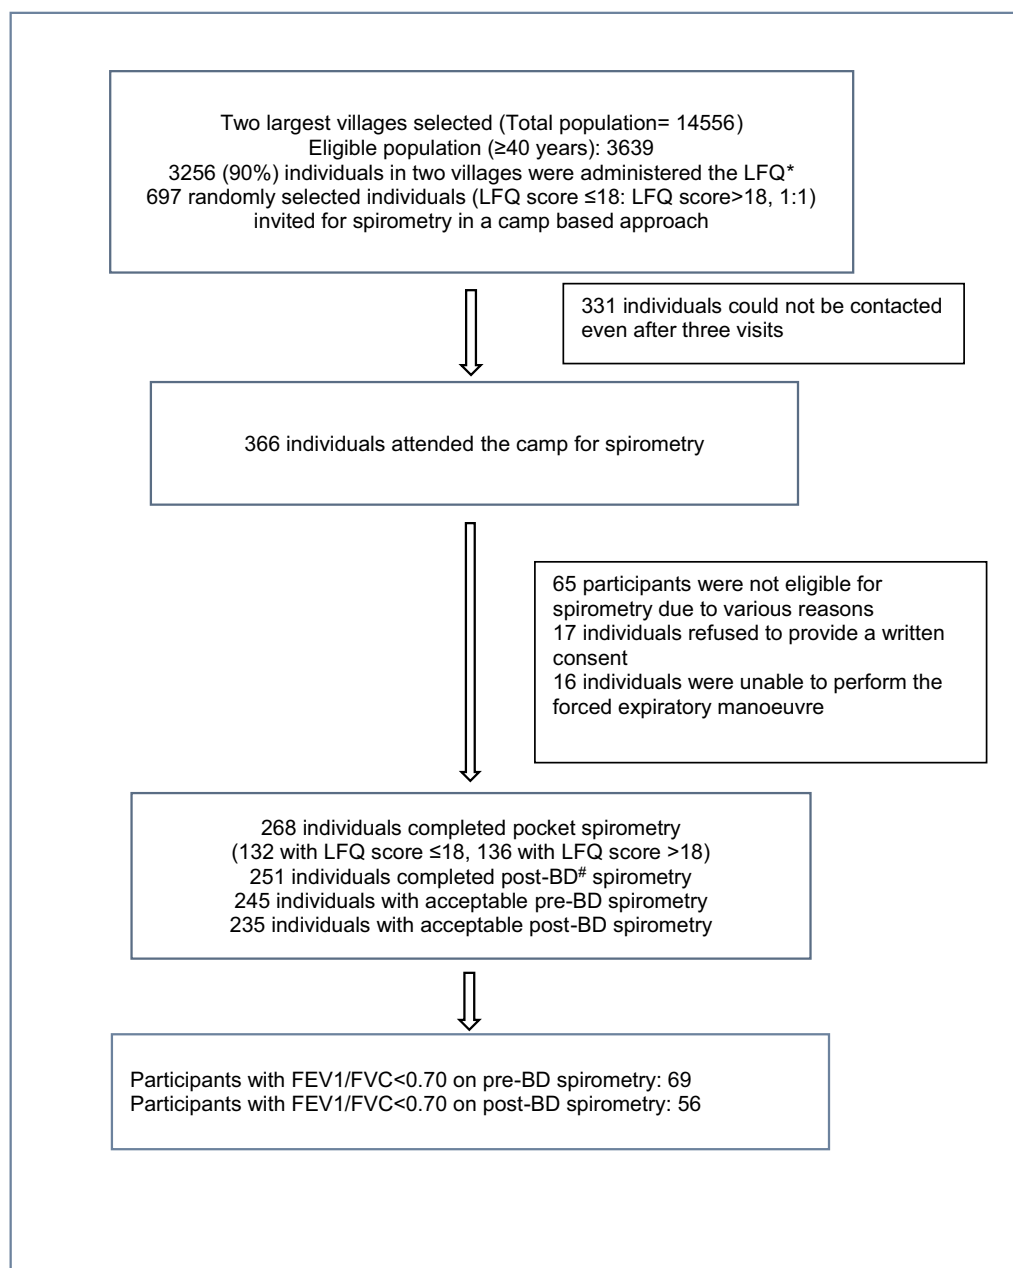 Two largest villages selected (Total population= 14556)
Eligible population (≥40 years): 3639
3256 (90%) individuals in two villages were administered the LFQ*
697 randomly selected individuals (LFQ score ≤18: LFQ score>18, 1:1)
invited for spirometry in a camp based approach
331 individuals could not be contacted
even after three visits
366 individuals attended the camp for spirometry
65 participants were not eligible for
spirometry due to various reasons
17 individuals refused to provide a written
consent
16 individuals were unable to perform the
forced expiratory manoeuvre
268 individuals completed pocket spirometry
(132 with LFQ score ≤18, 136 with LFQ score >18)
251 individuals completed post-BD# spirometry
245 individuals with acceptable pre-BD spirometry
235 individuals with acceptable post-BD spirometry
Participants with FEV1/FVC<0.70 on pre-BD spirometry: 69
Participants with FEV1/FVC<0.70 on post-BD spirometry: 56